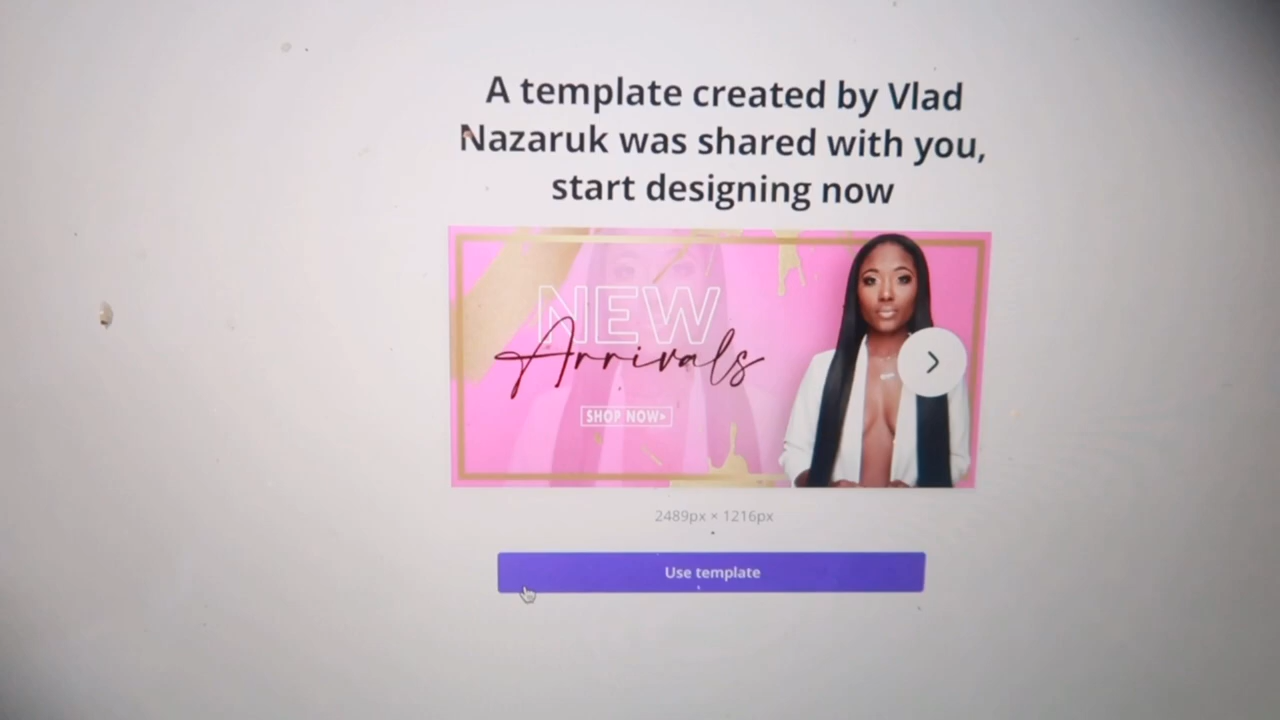 A template created by Vlad
Nazaruk was shared with you,
start designing now
NEW
Arrivals
SHOP NOW
2489px × 1216px
Use template